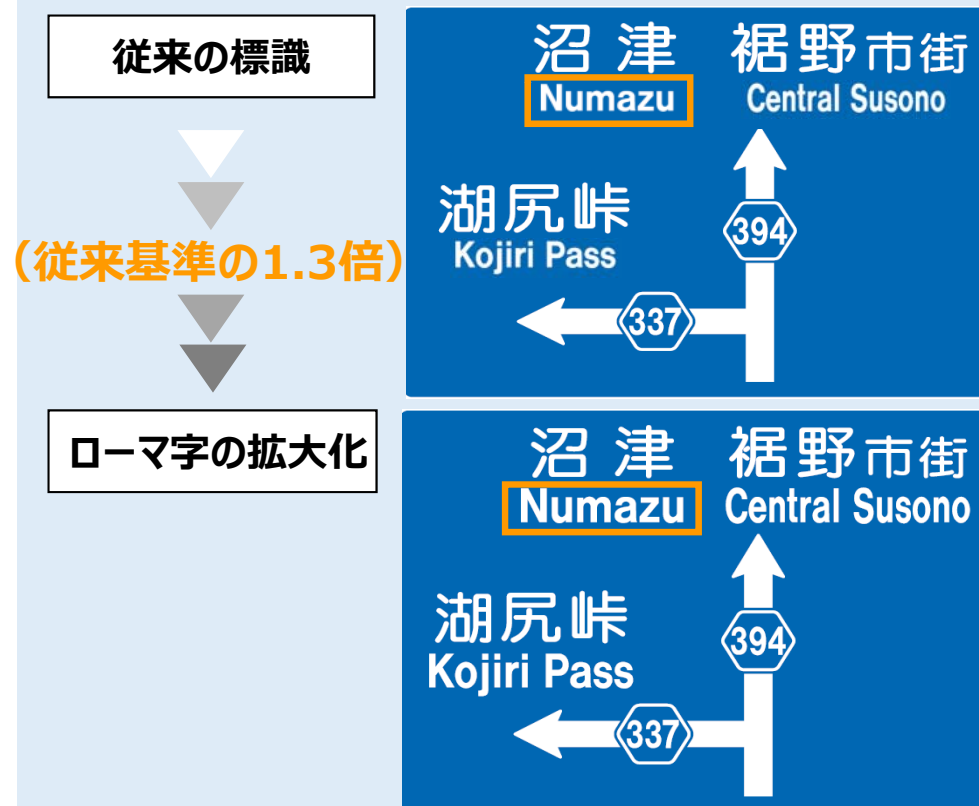 従来の標識
（従来基準の1.3倍）
ローマ字の拡大化
沼津 裾野市街
Numazu Central Susono
湖尻峠
Kojiri Pass
394
337
沼津 裾野市街
Numazu Central Susono
湖尻峠
Kojiri Pass
394
337